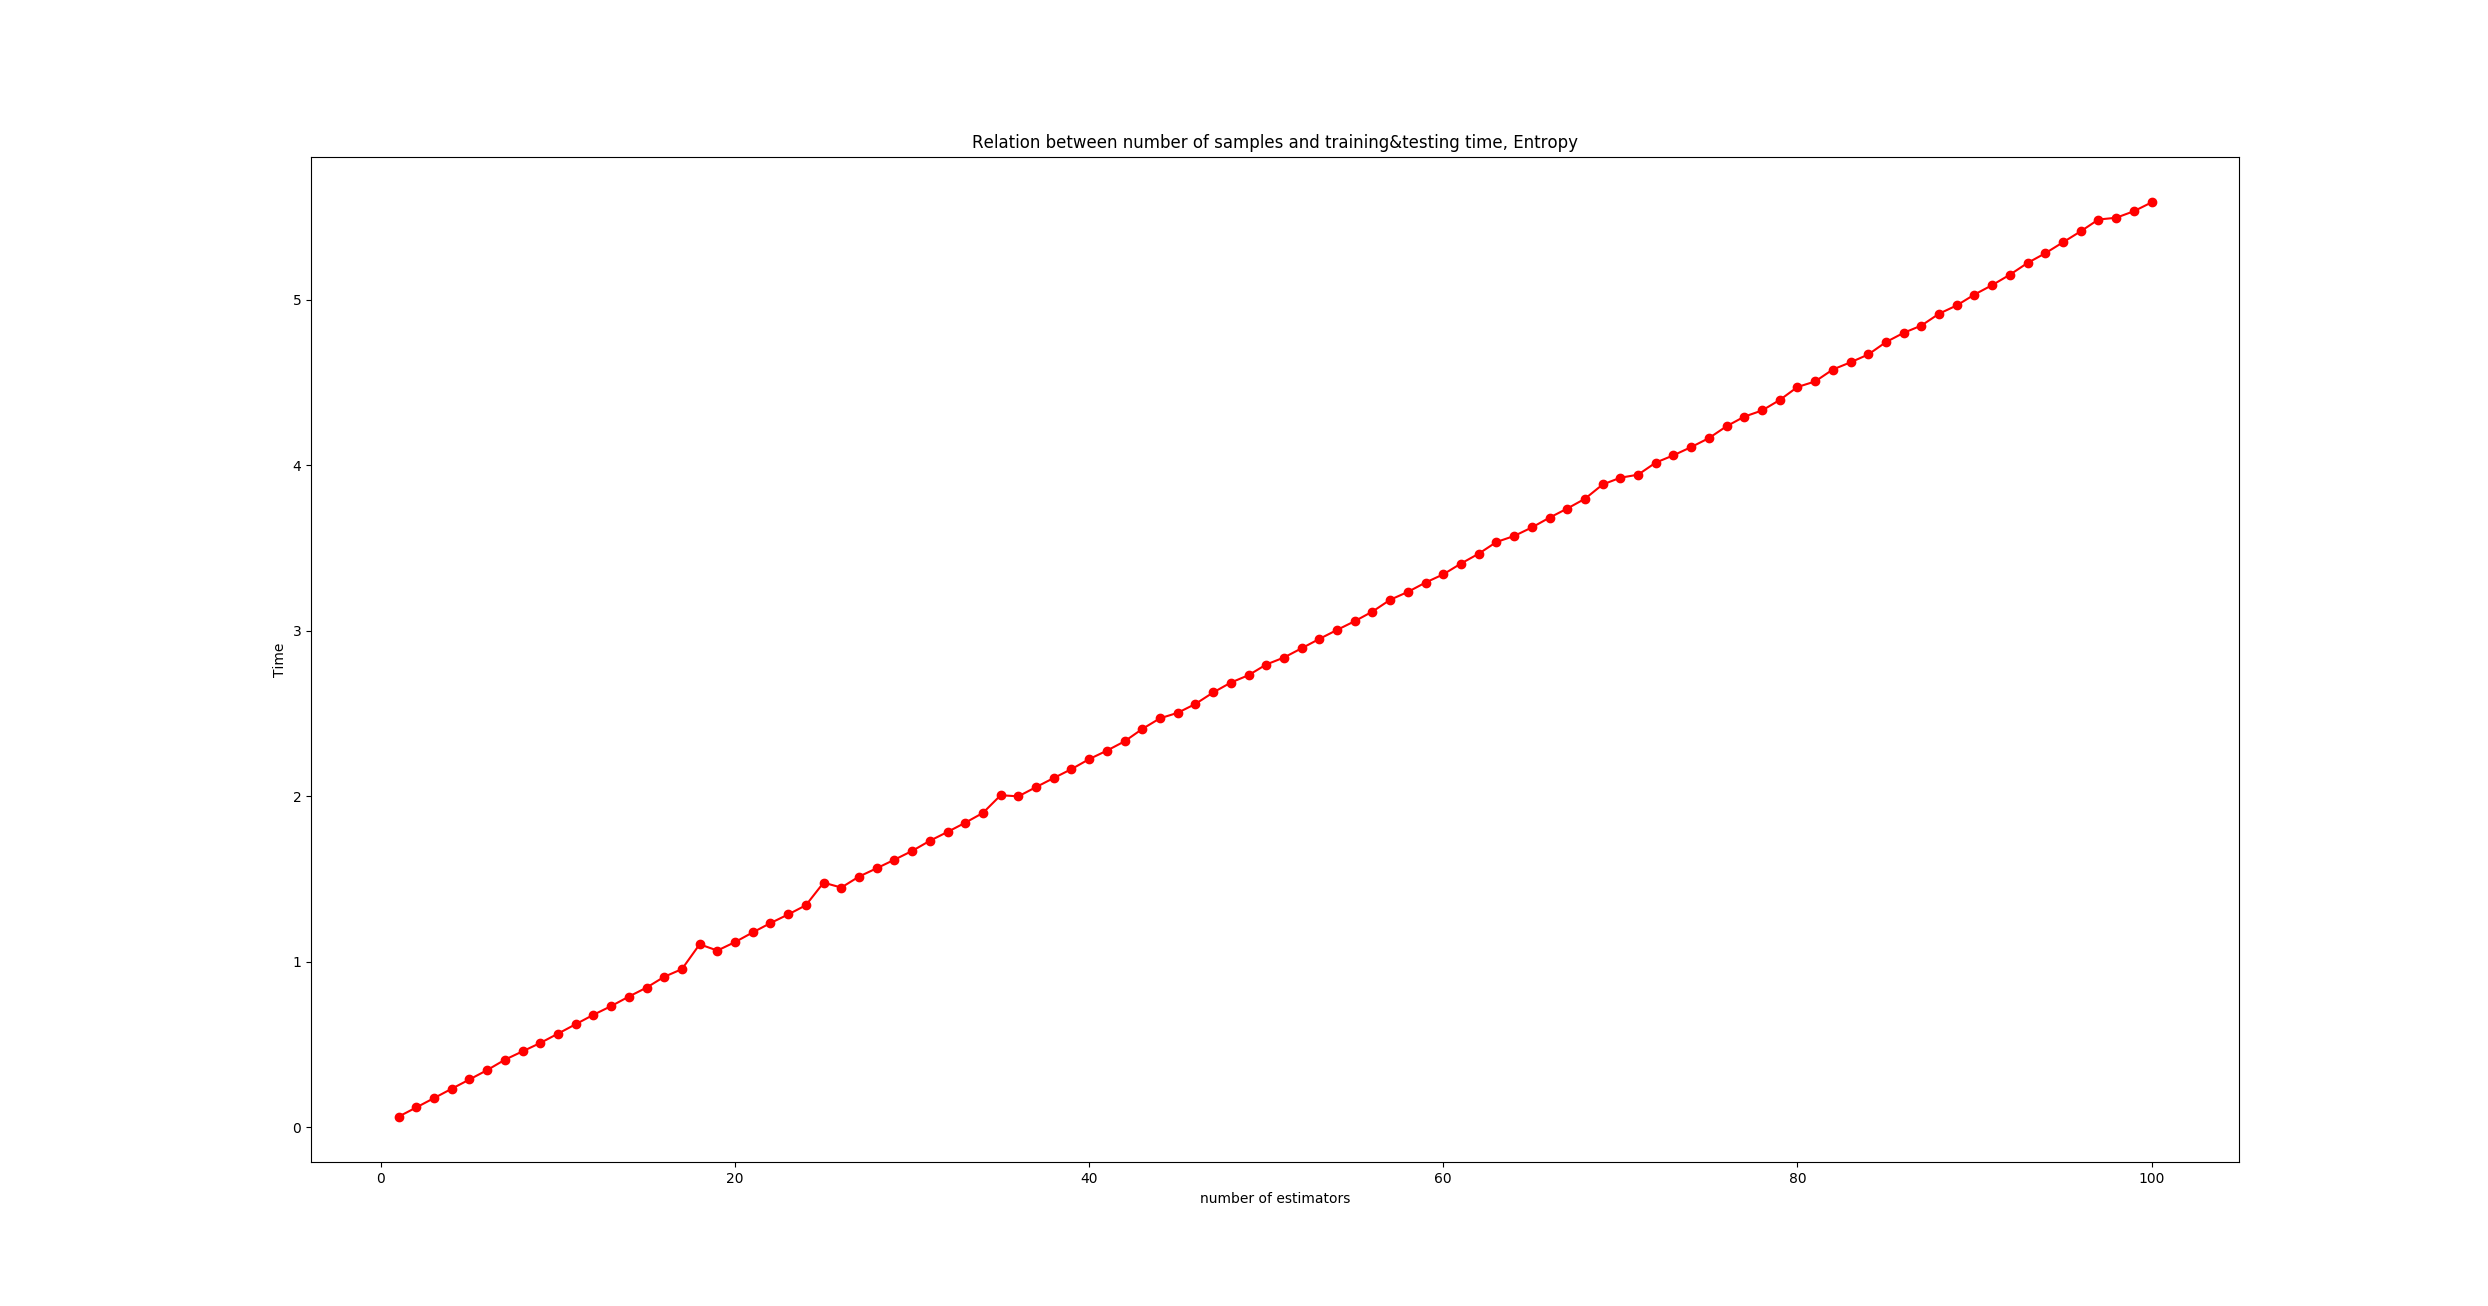 Relation between number of samples and training&testing time, Entropy
5
4
3
2
1
0
Time
0 20 40 60 80 100
number of estimators